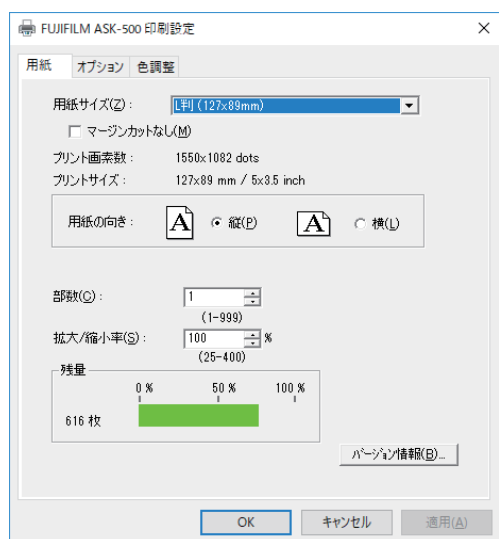 FUJIFILM ASK-500 印刷設定
用紙 オプション 色調整
用紙サイズ(Z): L判 (127x89mm)
マージンカットなし(M)
プリント画素数: 1550x1082 dots
プリントサイズ: 127x89 mm / 5x3.5 inch
用紙の向き: A 縦(P) A 横(L)
部数(C): 1
(1-999)
拡大/縮小率(S): 100 %
(25-400)
残量
0 % 50 % 100 %
616 枚
バージョン情報(B)...
OK キャンセル 適用(A)